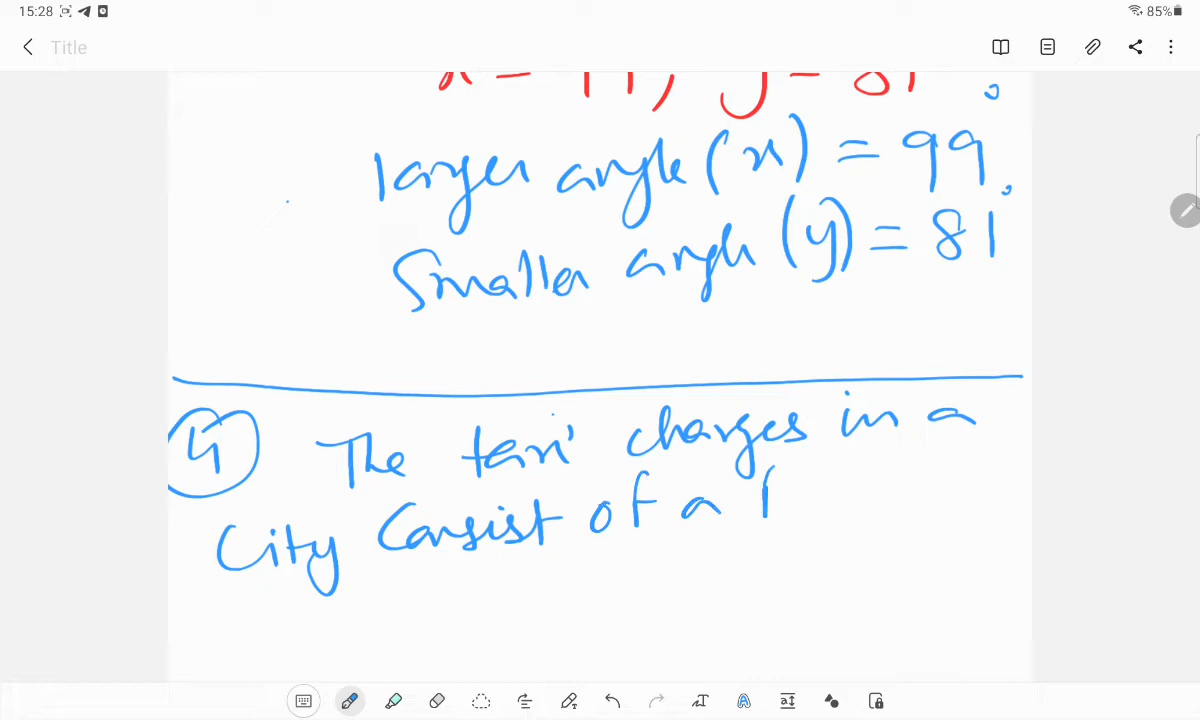 15:28 85%
Title
larger angle (x) = 99°
Smaller angle (y) = 81°
4 The taxi charges in a
City Consist of a f